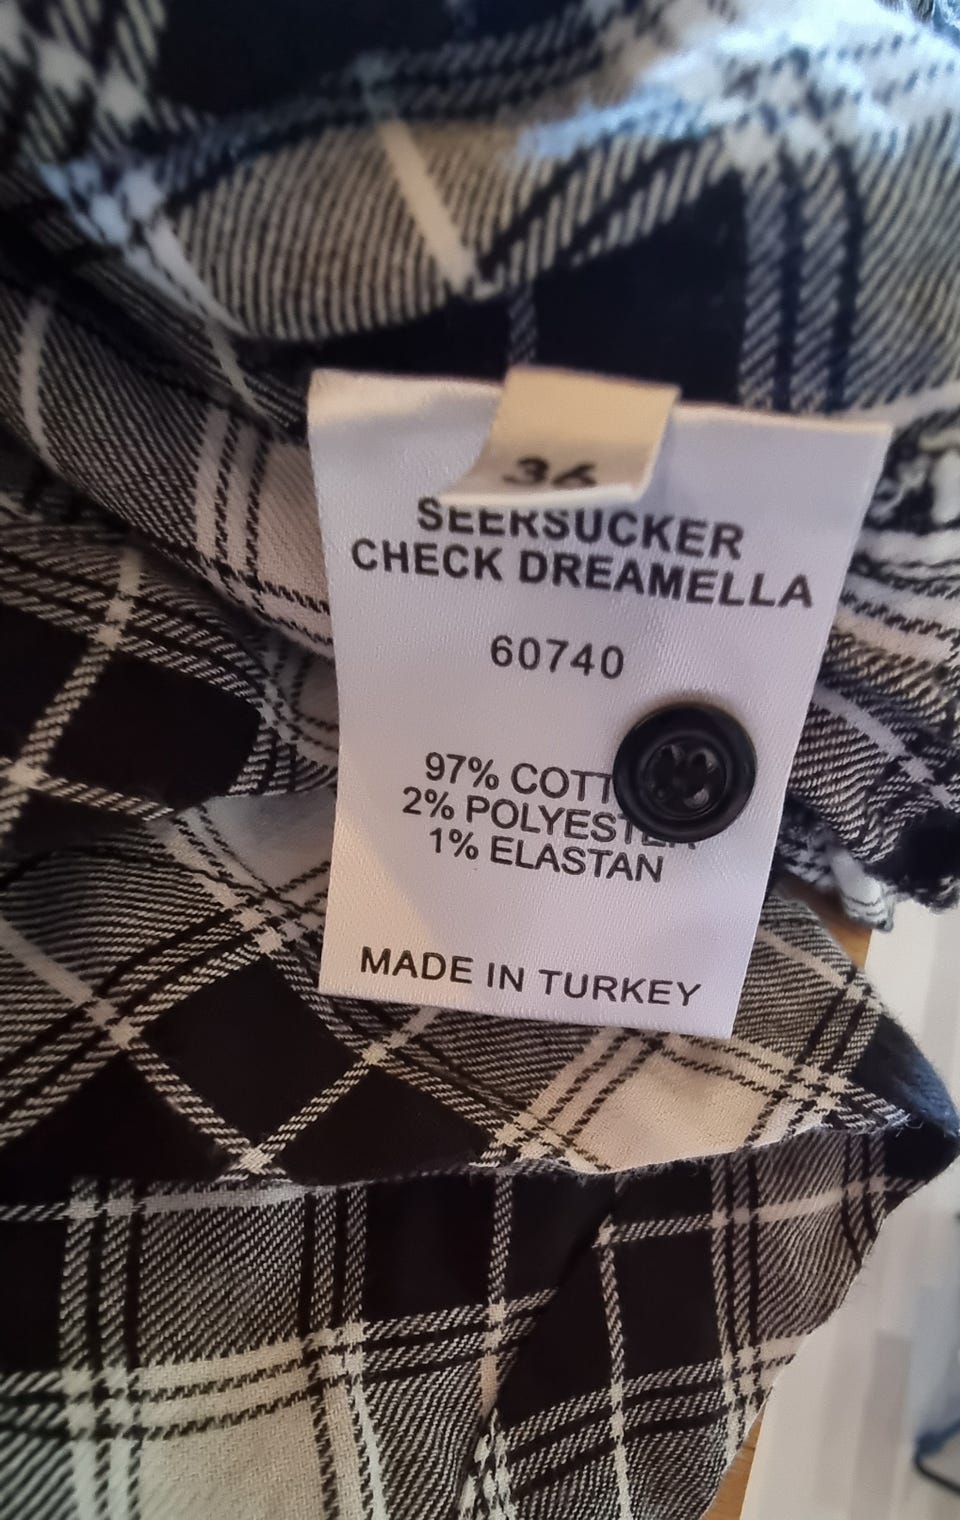 36
SEERSUCKER
CHECK DREAMELLA
60740
97% COTT
2% POLYESTER
1% ELASTAN
MADE IN TURKEY